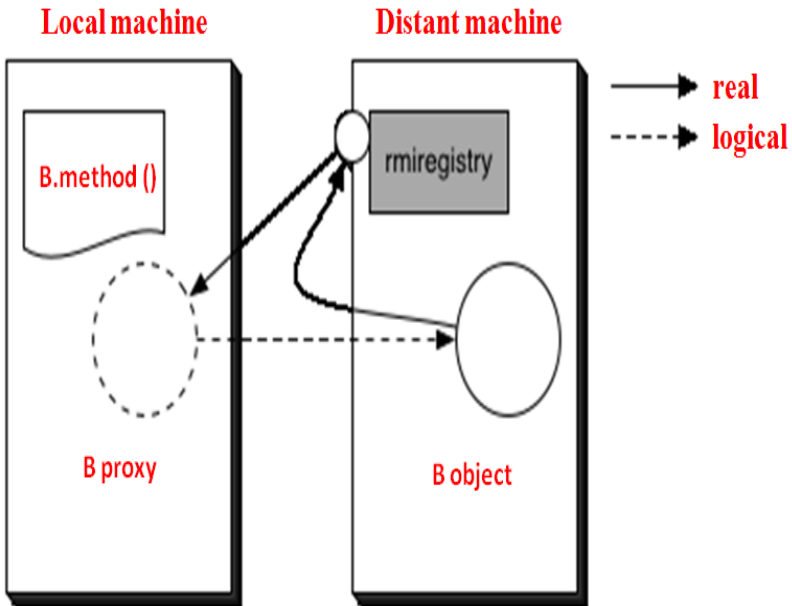 Local machine
Distant machine
real
logical
B.method ()
rmiregistry
B proxy
B object